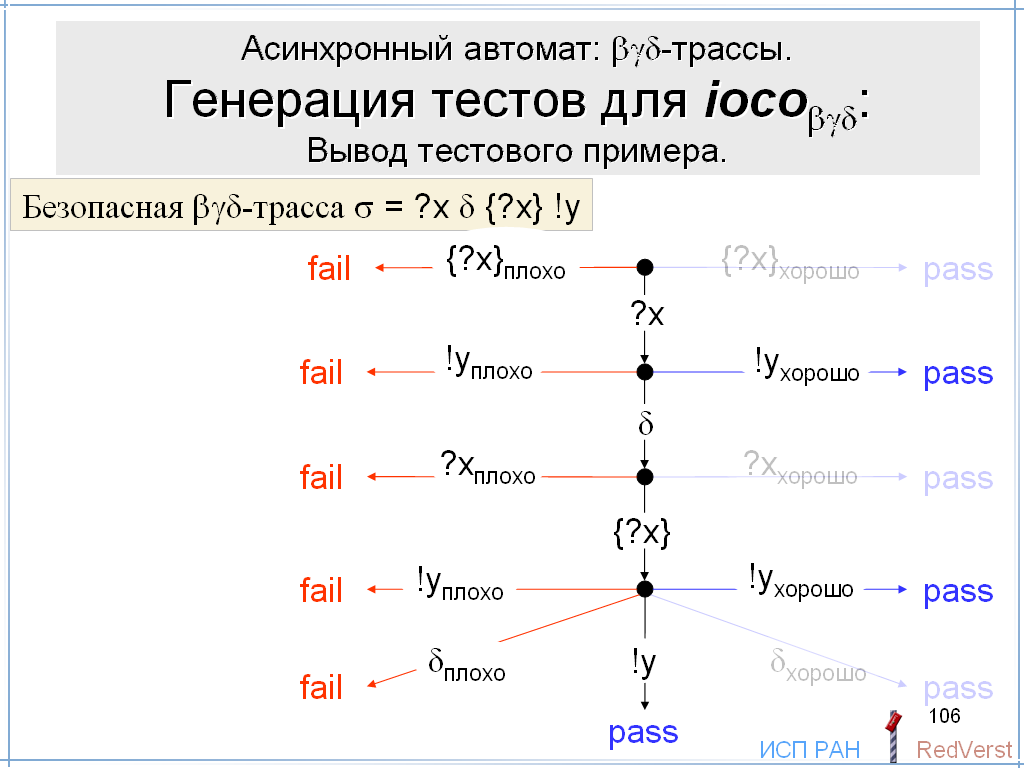 Асинхронный автомат: βγδ-трассы.
Генерация тестов для iocoβγδ:
Вывод тестового примера.
Безопасная βγδ-трасса σ = ?x δ {?x} !y
fail {?x}плохо {?x}хорошо pass
?x
fail !yплохо !yхорошо pass
δ
fail ?xплохо ?xхорошо pass
{?x}
fail !yплохо !yхорошо pass
fail δплохо !y δхорошо pass
106
pass
ИСП РАН RedVerst